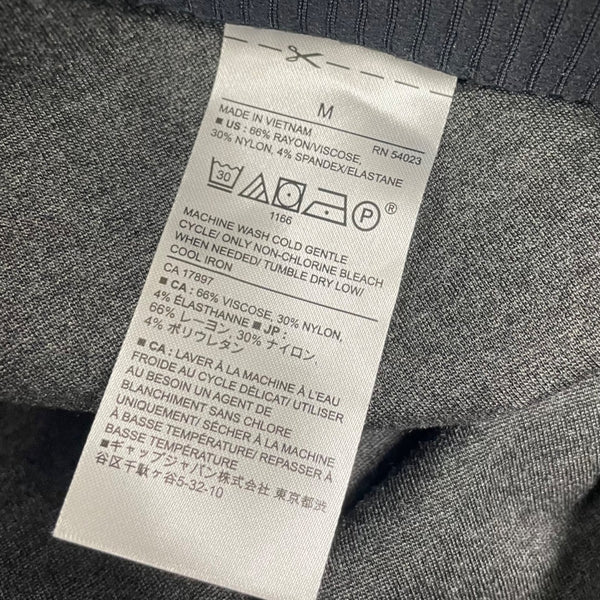 M
MADE IN VIETNAM RN 54023
■ US : 66% RAYON/VISCOSE,
30% NYLON, 4% SPANDEX/ELASTANE
30 P ®
1166
MACHINE WASH COLD GENTLE
CYCLE/ ONLY NON-CHLORINE BLEACH
WHEN NEEDED/ TUMBLE DRY LOW/
COOL IRON
CA 17897
■ CA : 66% VISCOSE, 30% NYLON,
4% ÉLASTHANNE ■ JP :
66% レーヨン, 30% ナイロン,
4% ポリウレタン
■ CA : LAVER À LA MACHINE À L'EAU
FROIDE AU CYCLE DÉLICAT/ UTILISER
AU BESOIN UN AGENT DE
BLANCHIMENT SANS CHLORE
UNIQUEMENT/ SÉCHER À LA MACHINE
À BASSE TEMPÉRATURE/ REPASSER À
BASSE TEMPÉRATURE
■ギャップジャパン株式会社 東京都渋
谷区千駄ヶ谷5-32-10